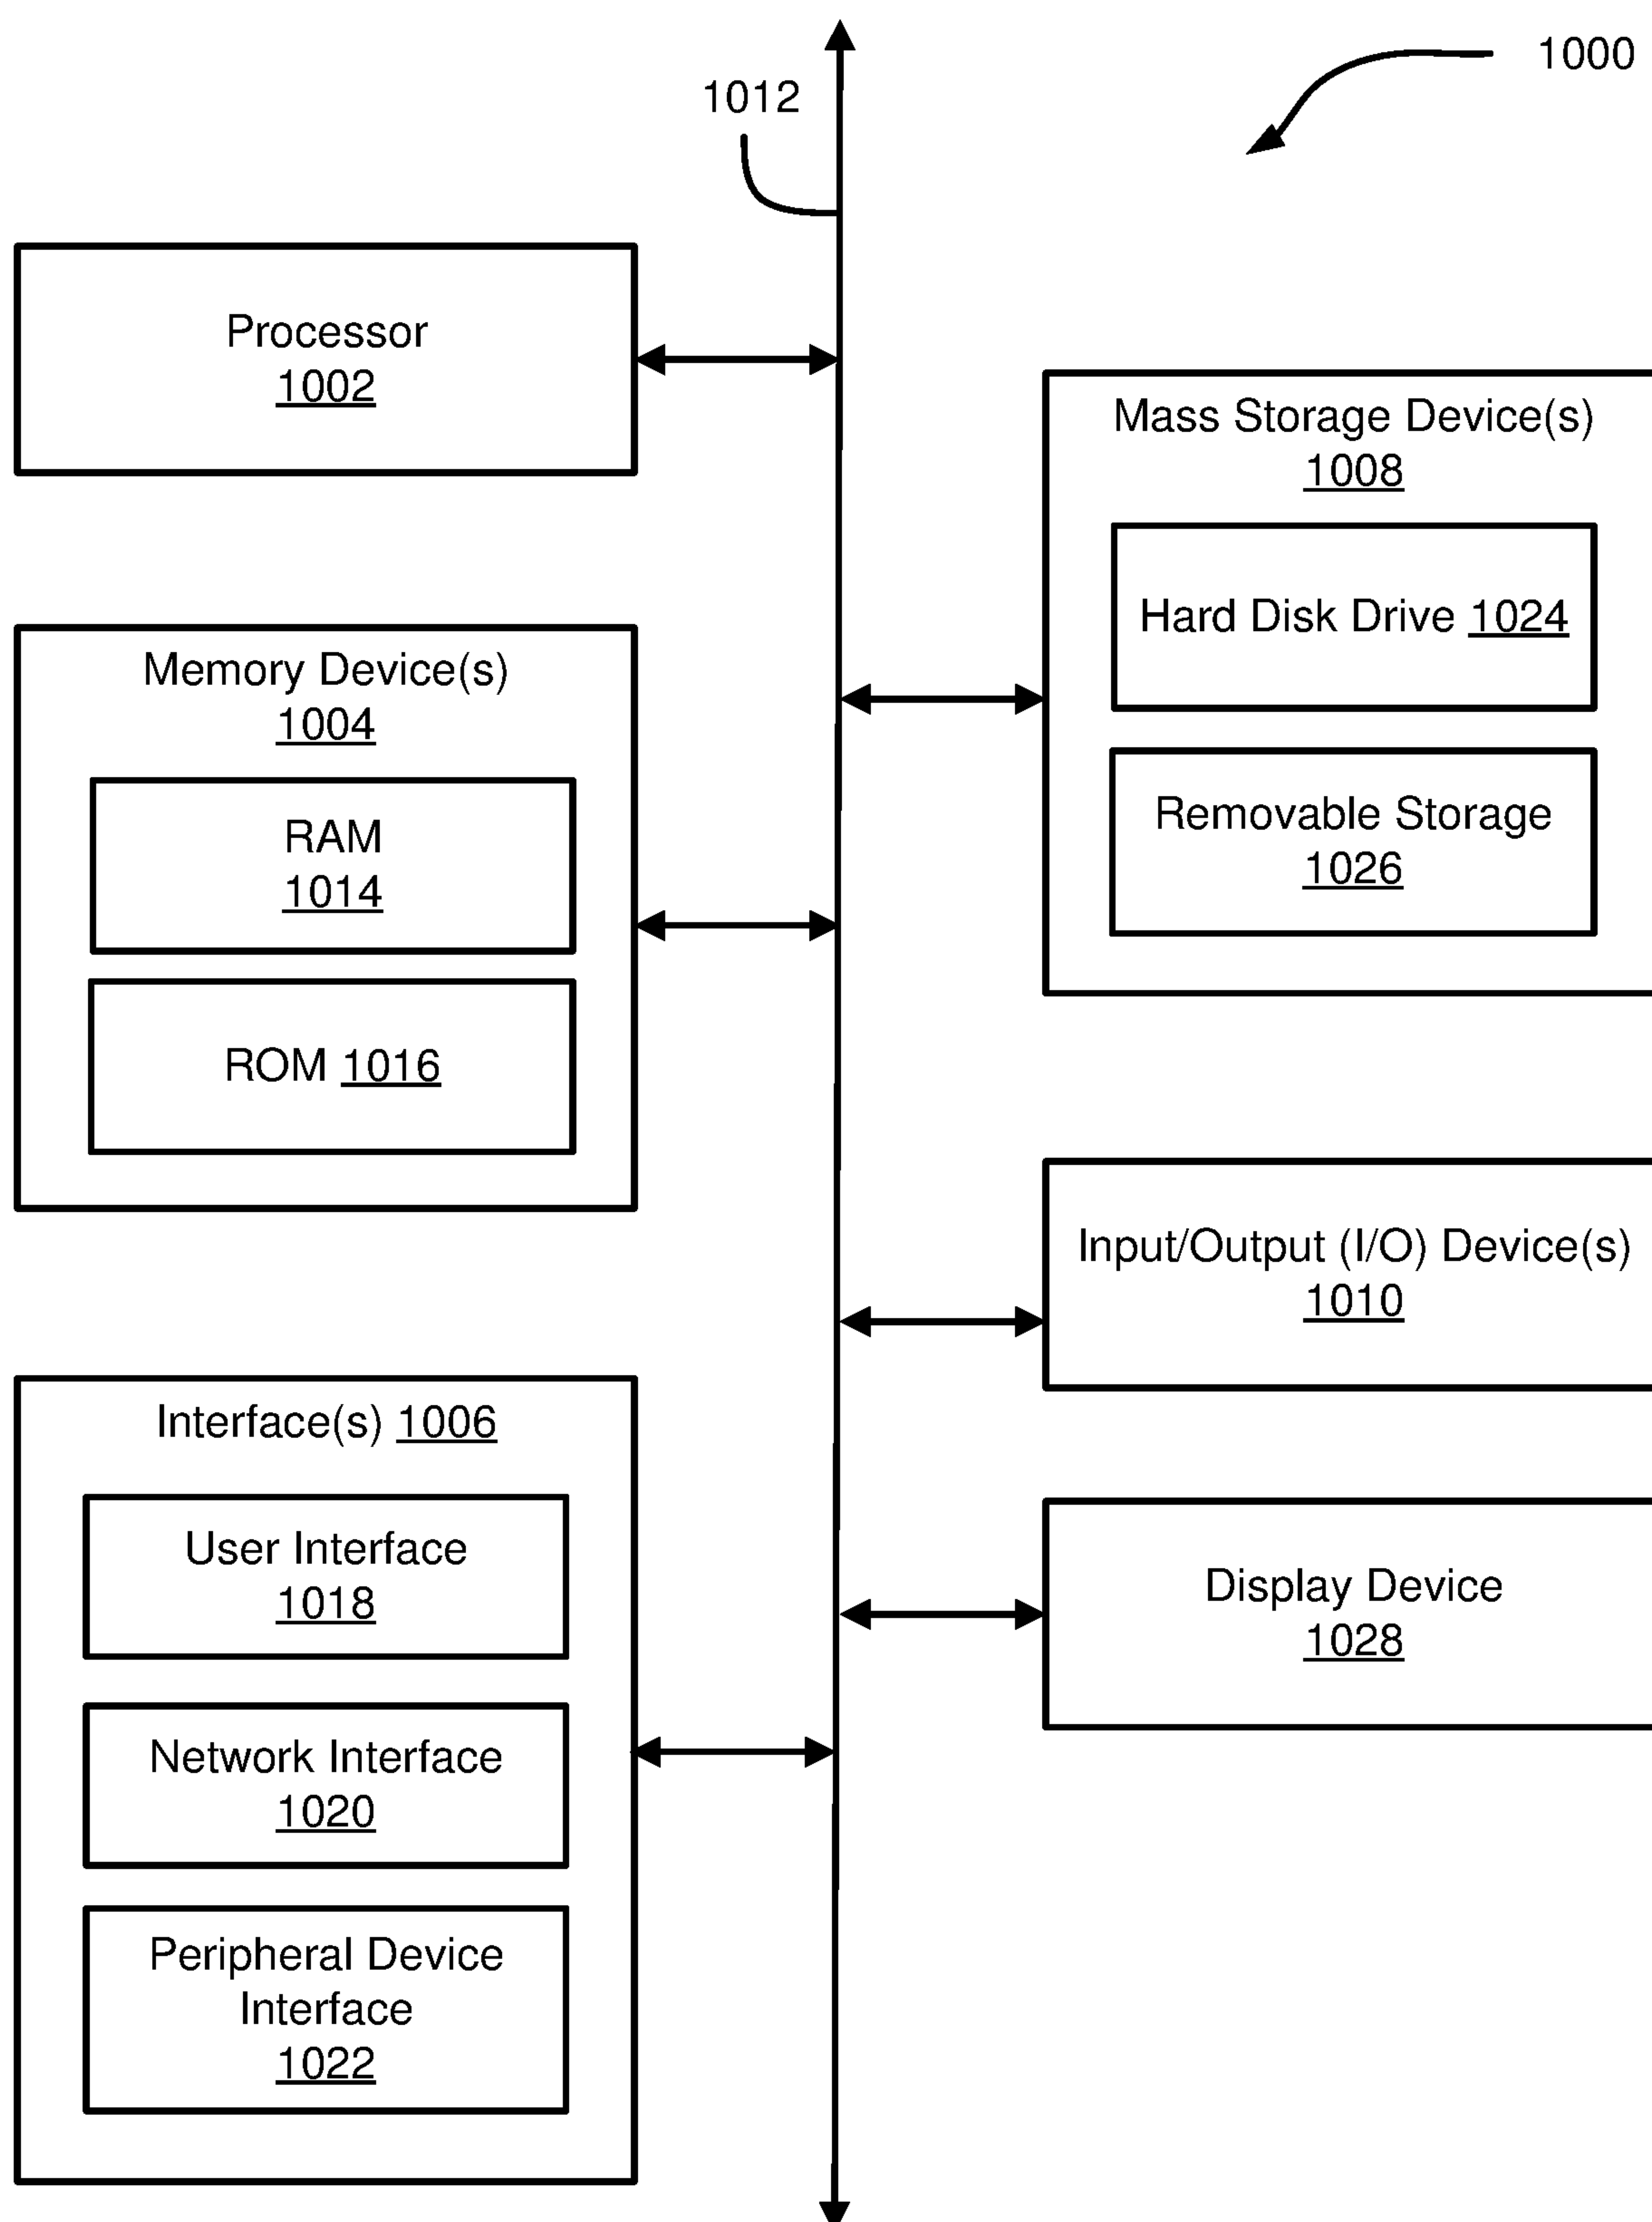 1000
1012
Processor
1002
Memory Device(s)
1004
RAM
1014
ROM 1016
Interface(s) 1006
User Interface
1018
Network Interface
1020
Peripheral Device
Interface
1022
Mass Storage Device(s)
1008
Hard Disk Drive 1024
Removable Storage
1026
Input/Output (I/O) Device(s)
1010
Display Device
1028